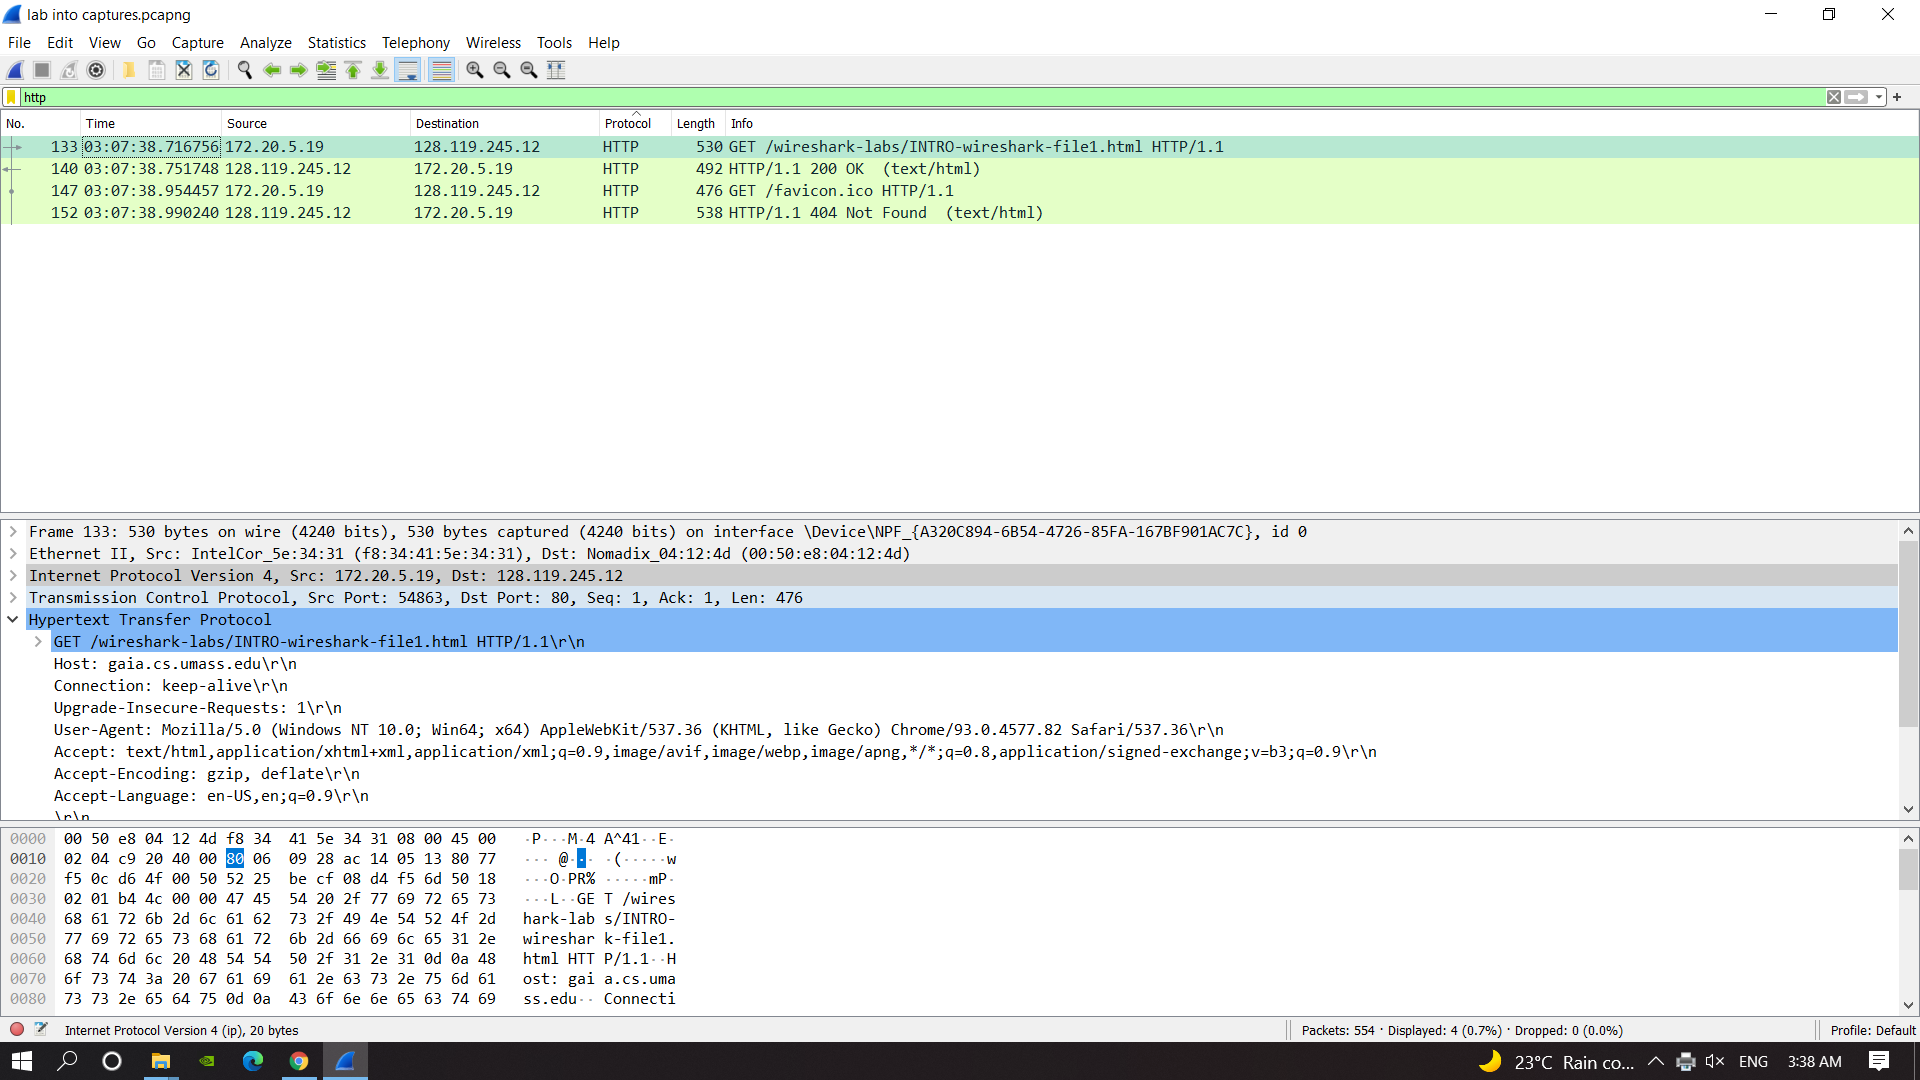 lab into captures.pcapng
File Edit View Go Capture Analyze Statistics Telephony Wireless Tools Help
http
No. Time Source Destination Protocol Length Info
133 03:07:38.716756 172.20.5.19 128.119.245.12 HTTP 530 GET /wireshark-labs/INTRO-wireshark-file1.html HTTP/1.1
140 03:07:38.751748 128.119.245.12 172.20.5.19 HTTP 492 HTTP/1.1 200 OK (text/html)
147 03:07:38.954457 172.20.5.19 128.119.245.12 HTTP 476 GET /favicon.ico HTTP/1.1
152 03:07:38.990240 128.119.245.12 172.20.5.19 HTTP 538 HTTP/1.1 404 Not Found (text/html)
Frame 133: 530 bytes on wire (4240 bits), 530 bytes captured (4240 bits) on interface \Device\NPF_{A320C894-6B54-4726-85FA-167BF901AC7C}, id 0
Ethernet II, Src: IntelCor_5e:34:31 (f8:34:41:5e:34:31), Dst: Nomadix_04:12:4d (00:50:e8:04:12:4d)
Internet Protocol Version 4, Src: 172.20.5.19, Dst: 128.119.245.12
Transmission Control Protocol, Src Port: 54863, Dst Port: 80, Seq: 1, Ack: 1, Len: 476
Hypertext Transfer Protocol
GET /wireshark-labs/INTRO-wireshark-file1.html HTTP/1.1\r\n
Host: gaia.cs.umass.edu\r\n
Connection: keep-alive\r\n
Upgrade-Insecure-Requests: 1\r\n
User-Agent: Mozilla/5.0 (Windows NT 10.0; Win64; x64) AppleWebKit/537.36 (KHTML, like Gecko) Chrome/93.0.4577.82 Safari/537.36\r\n
Accept: text/html,application/xhtml+xml,application/xml;q=0.9,image/avif,image/webp,image/apng,*/*;q=0.8,application/signed-exchange;v=b3;q=0.9\r\n
Accept-Encoding: gzip, deflate\r\n
Accept-Language: en-US,en;q=0.9\r\n
\r\n
0000 00 50 e8 04 12 4d f8 34 41 5e 34 31 08 00 45 00 ·P···M·4 A^41··E·
0010 02 04 c9 20 40 00 80 06 09 28 ac 14 05 13 80 77 ··· @··· ·(·····w
0020 f5 0c d6 4f 00 50 52 25 be cf 08 d4 f5 6d 50 18 ···O·PR% ·····mP·
0030 02 01 b4 4c 00 00 47 45 54 20 2f 77 69 72 65 73 ···L··GE T /wires
0040 68 61 72 6b 2d 6c 61 62 73 2f 49 4e 54 52 4f 2d hark-lab s/INTRO-
0050 77 69 72 65 73 68 61 72 6b 2d 66 69 6c 65 31 2e wireshar k-file1.
0060 68 74 6d 6c 20 48 54 54 50 2f 31 2e 31 0d 0a 48 html HTT P/1.1··H
0070 6f 73 74 3a 20 67 61 69 61 2e 63 73 2e 75 6d 61 ost: gai a.cs.uma
0080 73 73 2e 65 64 75 0d 0a 43 6f 6e 6e 65 63 74 69 ss.edu·· Connecti
Internet Protocol Version 4 (ip), 20 bytes Packets: 554 · Displayed: 4 (0.7%) · Dropped: 0 (0.0%) Profile: Default
23°C Rain co... ENG 3:38 AM